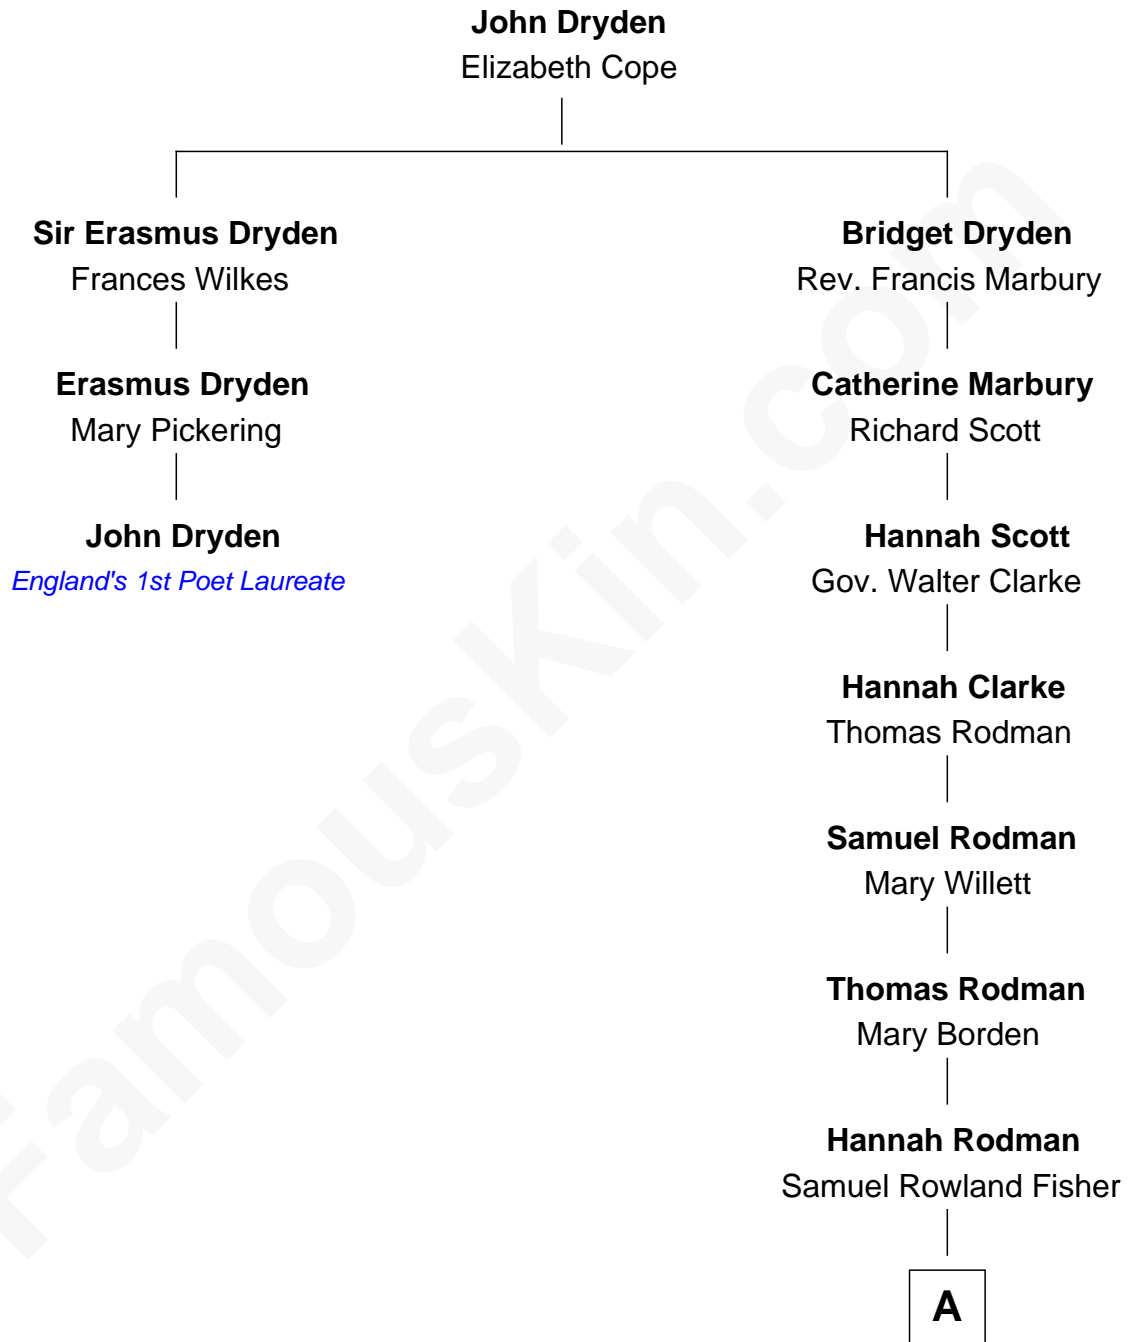 John Dryden
Elizabeth Cope
Sir Erasmus Dryden
Frances Wilkes
Bridget Dryden
Rev. Francis Marbury
Erasmus Dryden
Mary Pickering
Catherine Marbury
Richard Scott
John Dryden
England's 1st Poet Laureate
Hannah Scott
Gov. Walter Clarke
Hannah Clarke
Thomas Rodman
Samuel Rodman
Mary Willett
Thomas Rodman
Mary Borden
Hannah Rodman
Samuel Rowland Fisher
A
FamousKin.com